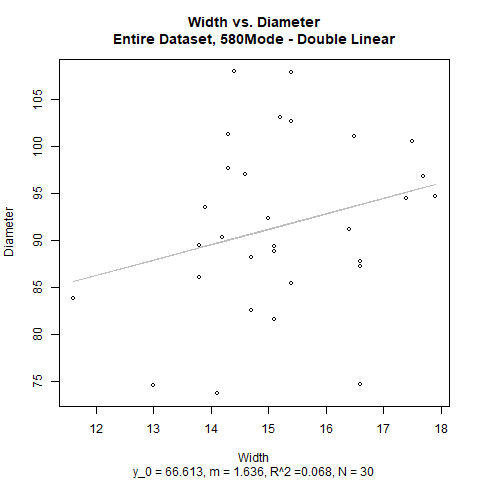 Width vs. Diameter
Entire Dataset, 580Mode - Double Linear
105
100
95
90
85
80
75
Diameter
12 13 14 15 16 17 18
Width
y_0 = 66.613, m = 1.636, R^2 =0.068, N = 30